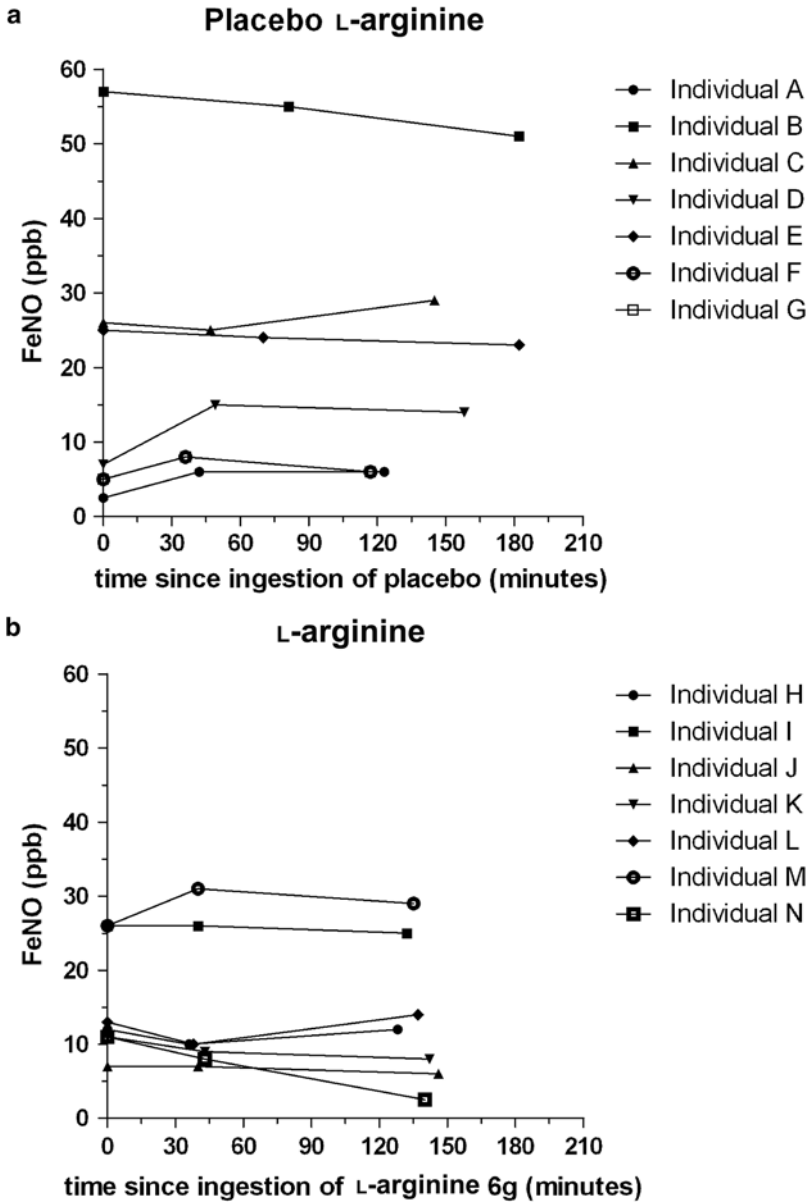 a
Placebo L-arginine
60
50
40
30
20
10
0
FeNO (ppb)
0 30 60 90 120 150 180 210
time since ingestion of placebo (minutes)
Individual A
Individual B
Individual C
Individual D
Individual E
Individual F
Individual G
b
L-arginine
60
50
40
30
20
10
0
FeNO (ppb)
0 30 60 90 120 150 180 210
time since ingestion of L-arginine 6g (minutes)
Individual H
Individual I
Individual J
Individual K
Individual L
Individual M
Individual N